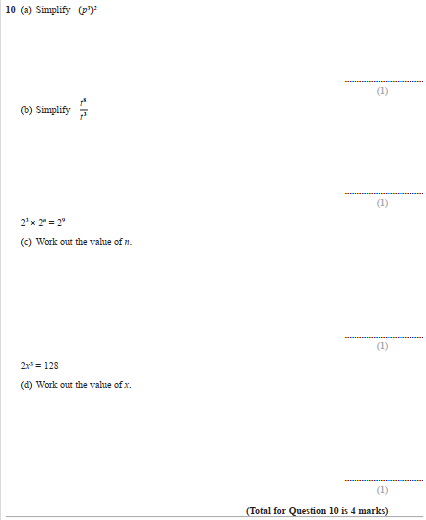 10 (a) Simplify (p³)²
(1)
(b) Simplify t⁸/t³
(1)
2³ × 2ⁿ = 2⁹
(c) Work out the value of n.
(1)
2x³ = 128
(d) Work out the value of x.
(1)
(Total for Question 10 is 4 marks)